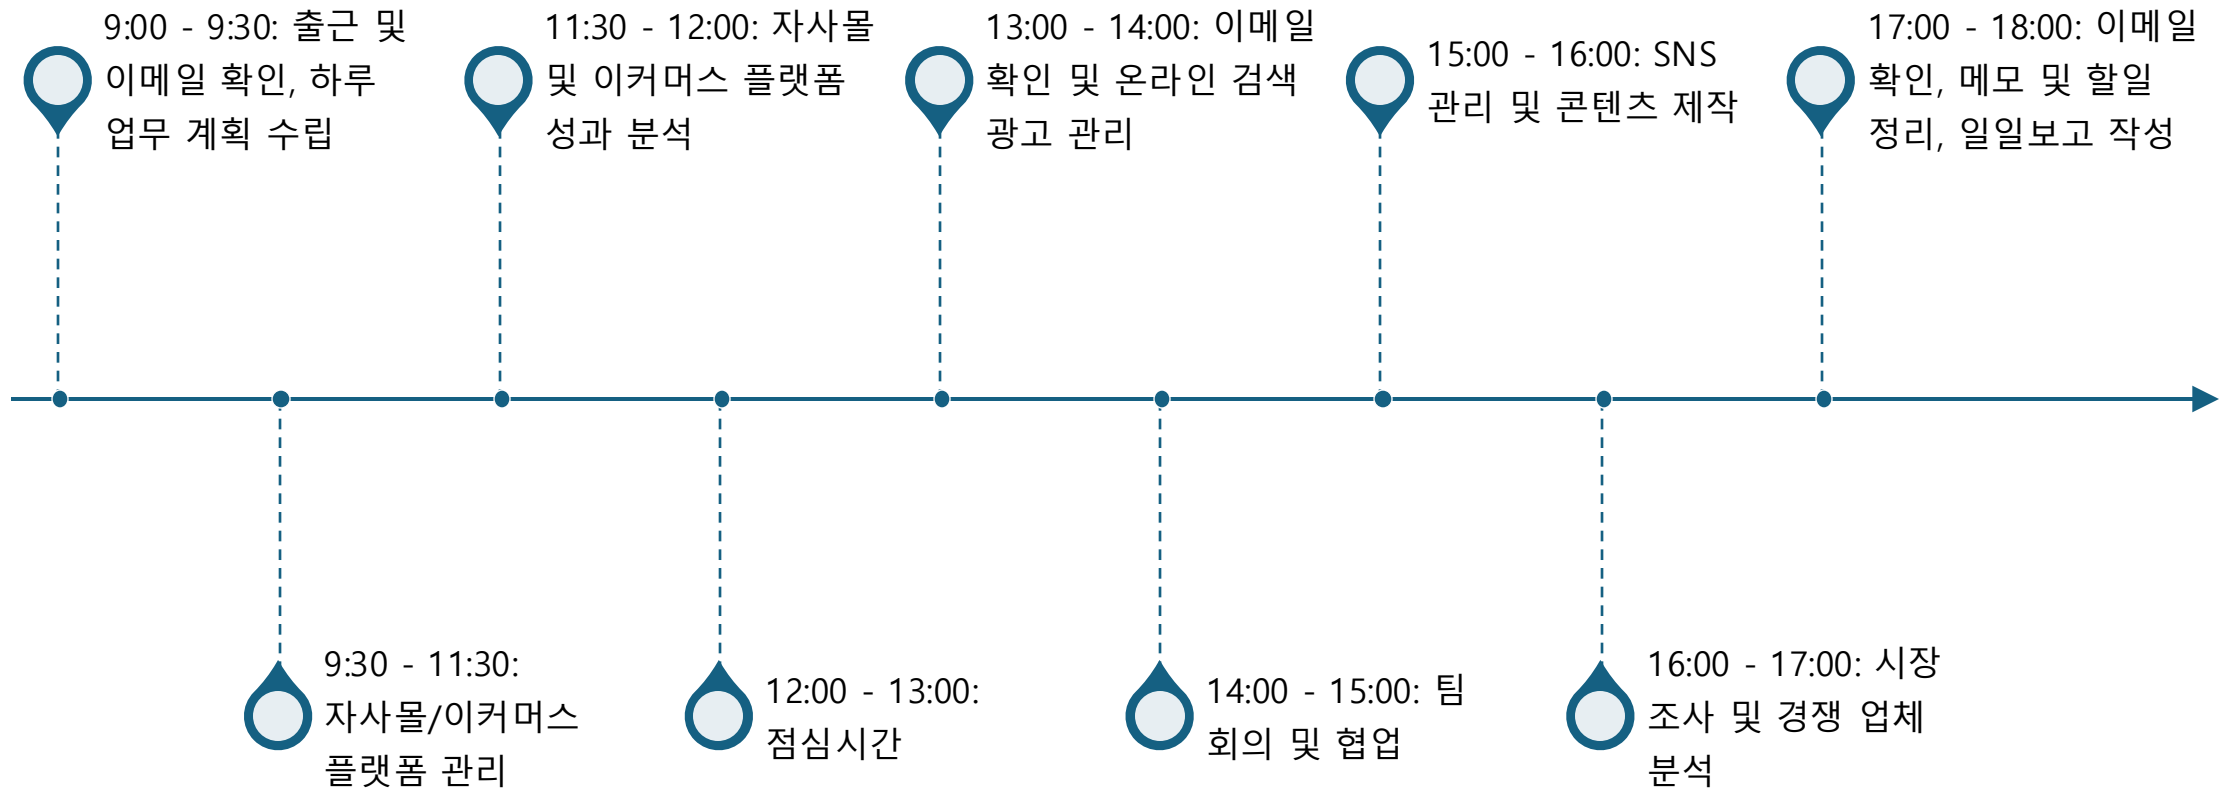 9:00 - 9:30: 출근 및
이메일 확인, 하루
업무 계획 수립
9:30 - 11:30:
자사몰/이커머스
플랫폼 관리
11:30 - 12:00: 자사몰
및 이커머스 플랫폼
성과 분석
12:00 - 13:00:
점심시간
13:00 - 14:00: 이메일
확인 및 온라인 검색
광고 관리
14:00 - 15:00: 팀
회의 및 협업
15:00 - 16:00: SNS
관리 및 콘텐츠 제작
16:00 - 17:00: 시장
조사 및 경쟁 업체
분석
17:00 - 18:00: 이메일
확인, 메모 및 할일
정리, 일일보고 작성